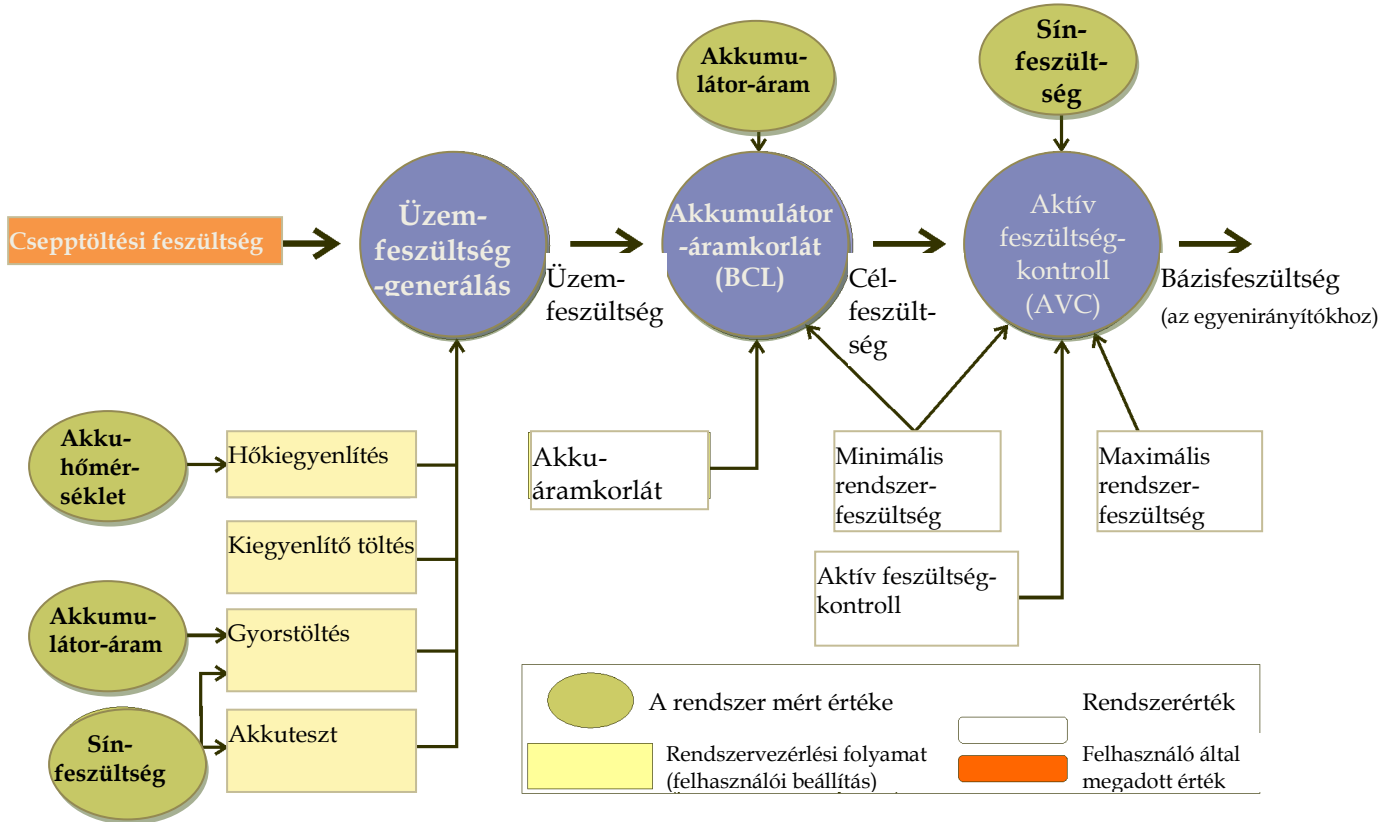 Akkumu-
látor-áram
Sín-
feszült-
ség
Csepptöltési feszültség
Üzem-
feszültség
-generálás
Üzem-
feszültség
Akkumulátor
-áramkorlát
(BCL)
Cél-
feszült-
ség
Aktív
feszültség-
kontroll
(AVC)
Bázisfeszültség
(az egyenirányítókhoz)
Akku-
hőmér-
séklet
Hőkiegyenlítés
Kiegyenlítő töltés
Akkumu-
látor-áram
Gyorstöltés
Sín-
feszültség
Akkuteszt
Akku-
áramkorlát
Minimális
rendszer-
feszültség
Maximális
rendszer-
feszültség
Aktív feszültség-
kontroll
A rendszer mért értéke
Rendszerérték
Rendszervezérlési folyamat
(felhasználói beállítás)
Felhasználó által
megadott érték